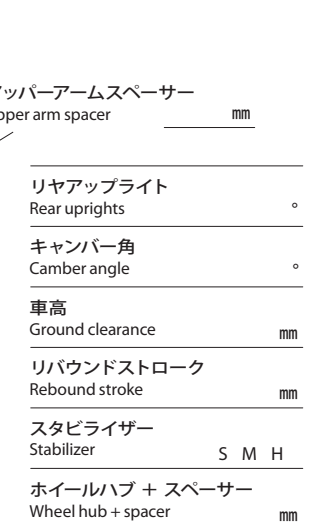 ッパーアームスペーサー
pper arm spacer mm
リヤアップライト
Rear uprights °
キャンバー角
Camber angle °
車高
Ground clearance mm
リバウンドストローク
Rebound stroke mm
スタビライザー
Stabilizer S M H
ホイールハブ + スペーサー
Wheel hub + spacer mm